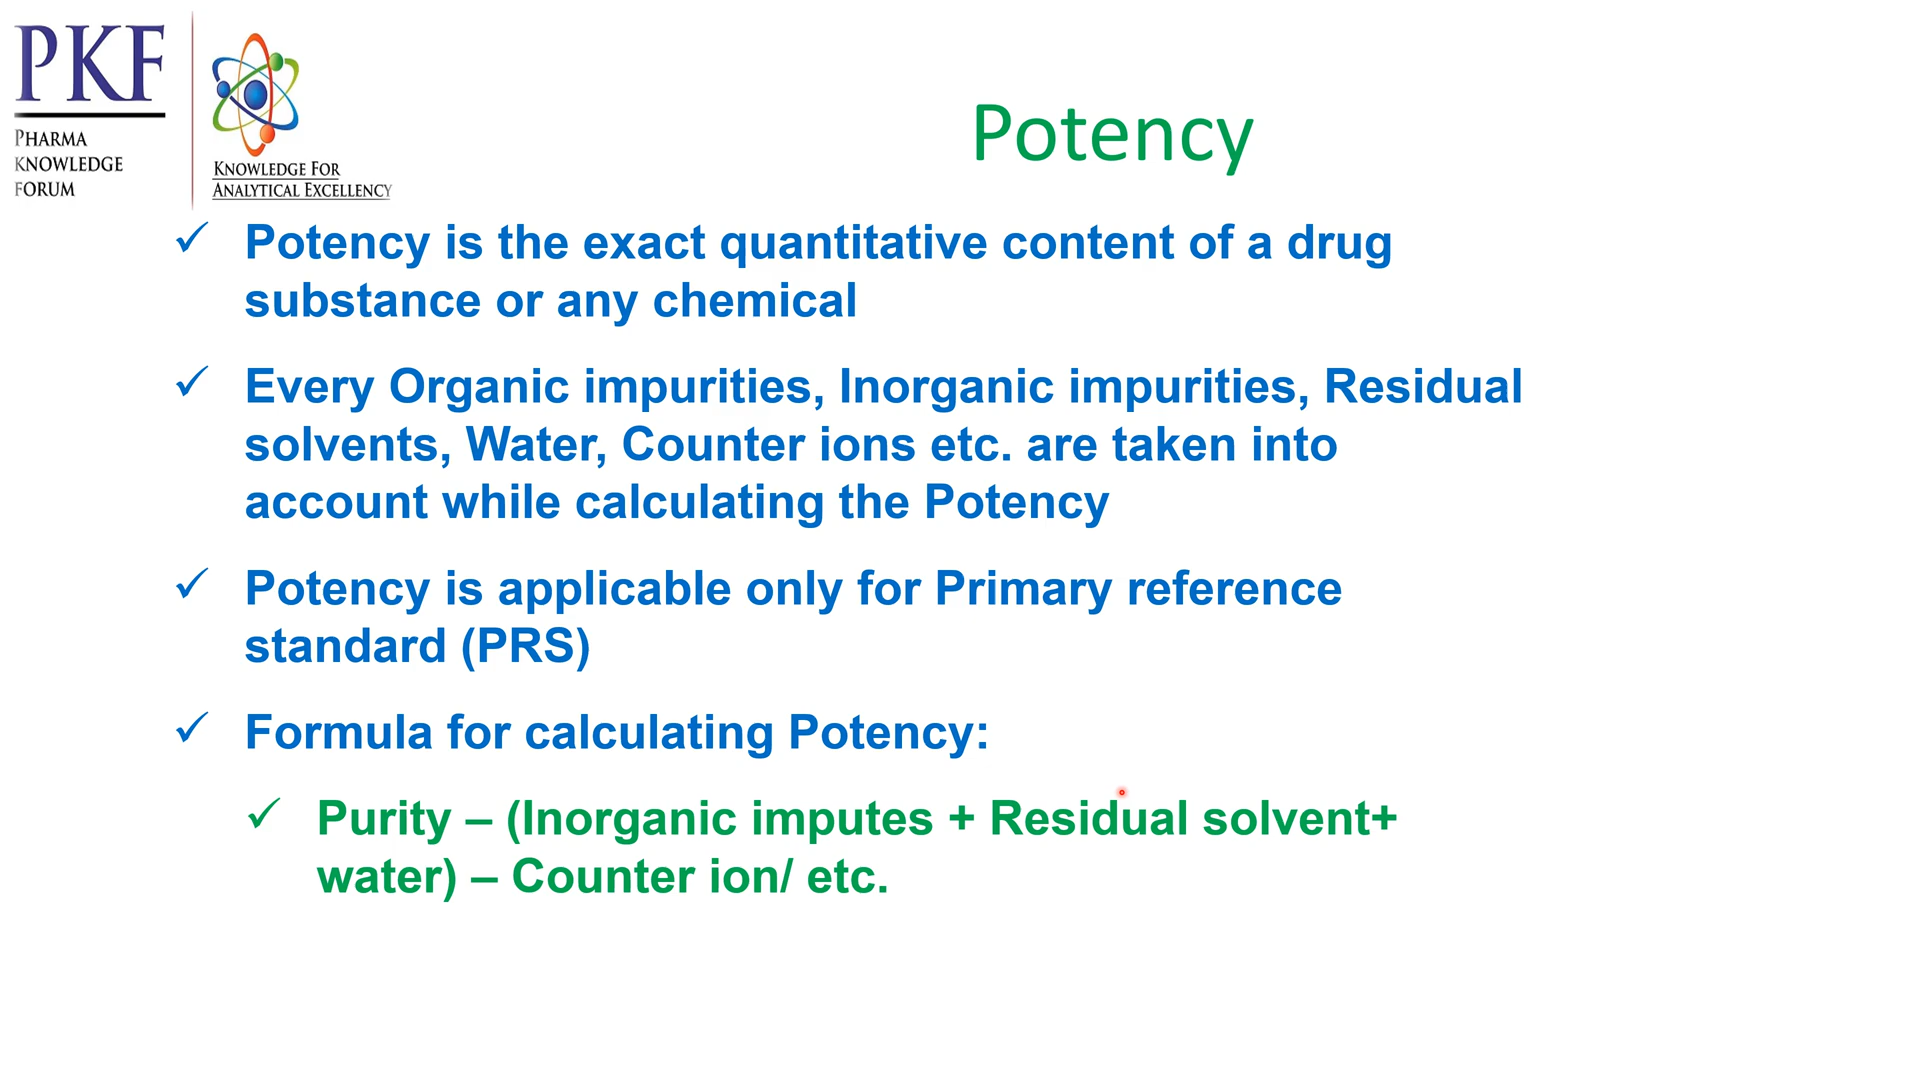 PKF
PHARMA
KNOWLEDGE
FORUM
KNOWLEDGE FOR
ANALYTICAL EXCELLENCY
Potency
✓ Potency is the exact quantitative content of a drug
substance or any chemical
✓ Every Organic impurities, Inorganic impurities, Residual
solvents, Water, Counter ions etc. are taken into
account while calculating the Potency
✓ Potency is applicable only for Primary reference
standard (PRS)
✓ Formula for calculating Potency:
✓ Purity – (Inorganic imputes + Residual solvent+
water) – Counter ion/ etc.